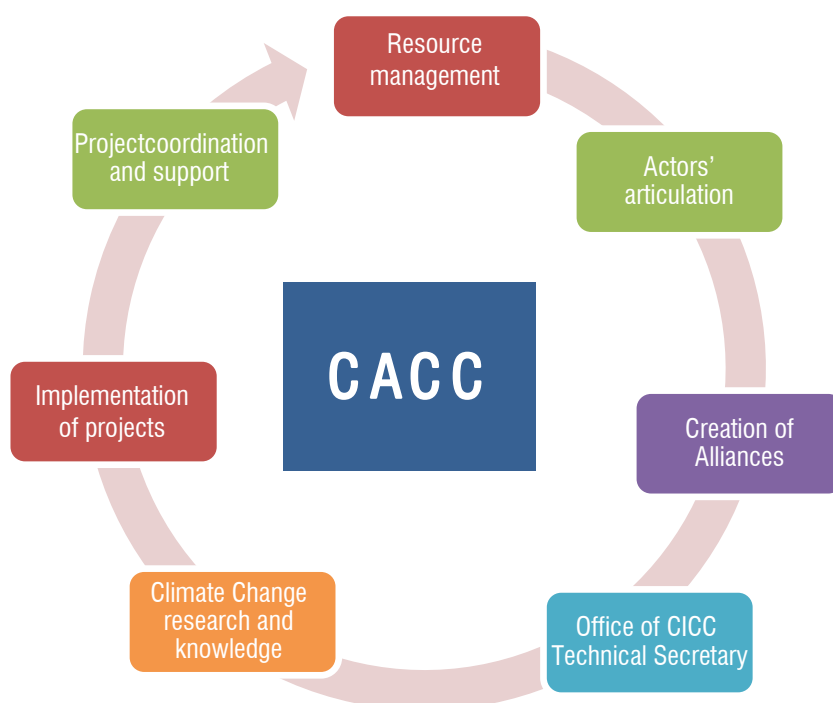 Resource
management
Actors'
articulation
Creation of
Alliances
Office of CICC
Technical Secretary
Climate Change
research and
knowledge
Implementation
of projects
Projectcoordination
and support
CACC